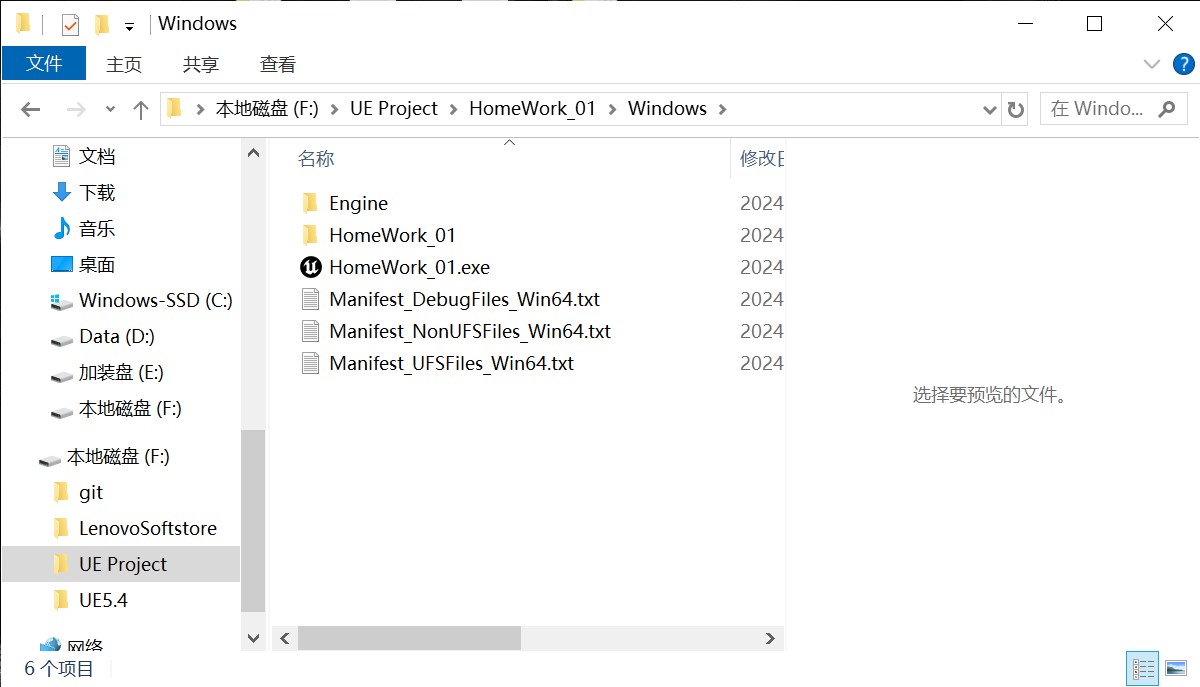 Windows
文件 主页 共享 查看
本地磁盘 (F:) UE Project HomeWork_01 Windows 在 Windo...
文档
下载
音乐
桌面
Windows-SSD (C:)
Data (D:)
加装盘 (E:)
本地磁盘 (F:)
本地磁盘 (F:)
git
LenovoSoftstore
UE Project
UE5.4
网络
名称 修改日
Engine 2024
HomeWork_01 2024
HomeWork_01.exe 2024
Manifest_DebugFiles_Win64.txt 2024
Manifest_NonUFSFiles_Win64.txt 2024
Manifest_UFSFiles_Win64.txt 2024
选择要预览的文件。
6 个项目